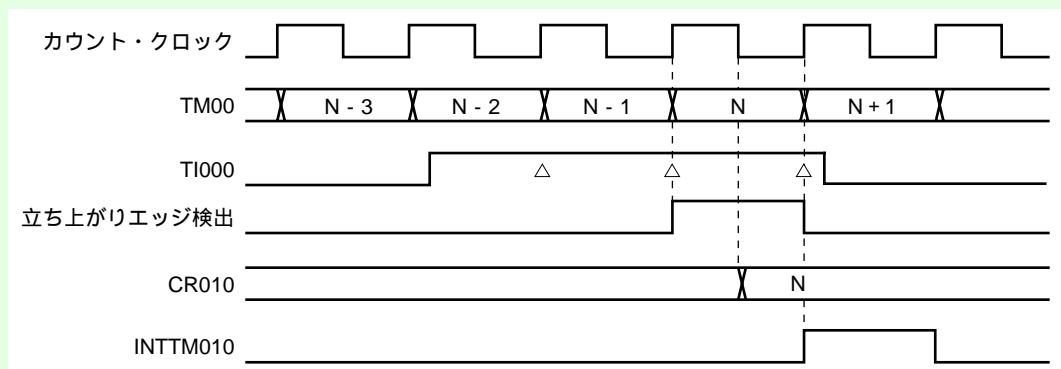 カウント・クロック
TM00 N - 3 N - 2 N - 1 N N + 1
TI000
立ち上がりエッジ検出
CR010 N
INTTM010